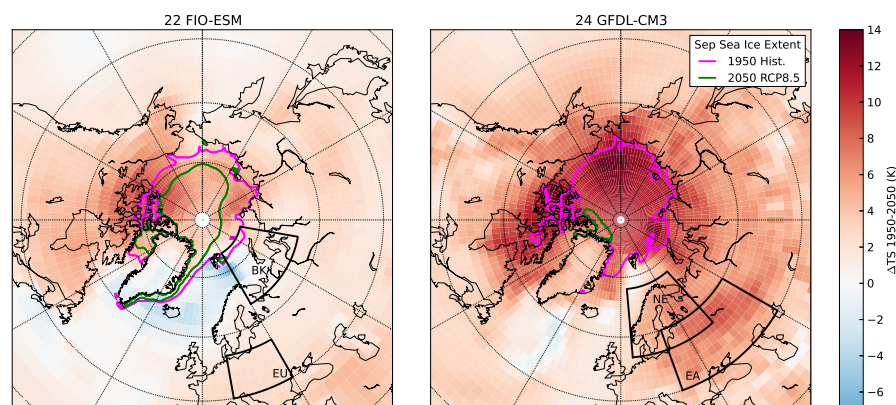 22 FIO-ESM
24 GFDL-CM3
Sep Sea Ice Extent
1950 Hist.
2050 RCP8.5
BK
EU
NE
EA
14
12
10
8
6
4
2
0
−2
−4
−6
ΔTS 1950-2050 (K)